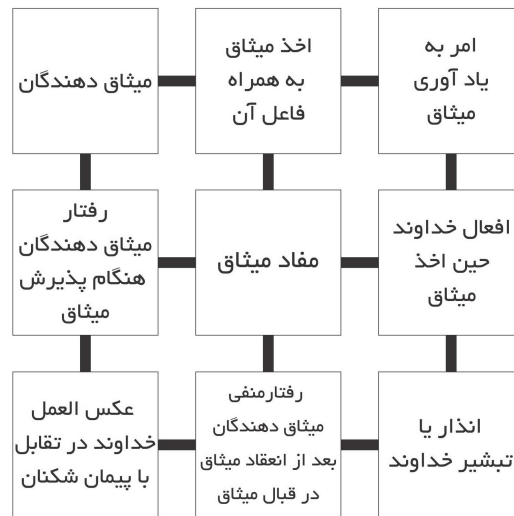 امر به
یاد آوری
میثاق
اخذ میثاق
به همراه
فاعل آن
میثاق دهندگان
افعال خداوند
حین اخذ
میثاق
مفاد میثاق
رفتار
میثاق دهندگان
هنگام پذیرش
میثاق
انذار یا
تبشیر خداوند
رفتارمنفی
میثاق دهندگان
بعد از انعقاد میثاق
در قبال میثاق
عکس العمل
خداوند در تقابل
با پیمان شکنان